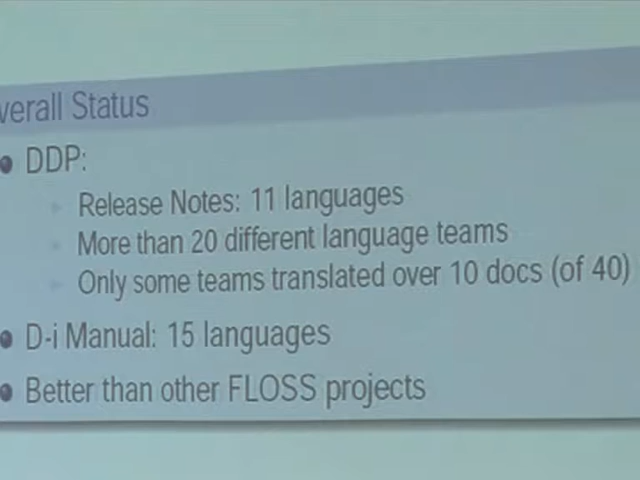 verall Status
DDP:
Release Notes: 11 languages
More than 20 different language teams
Only some teams translated over 10 docs (of 40)
D-i Manual: 15 languages
Better than other FLOSS projects